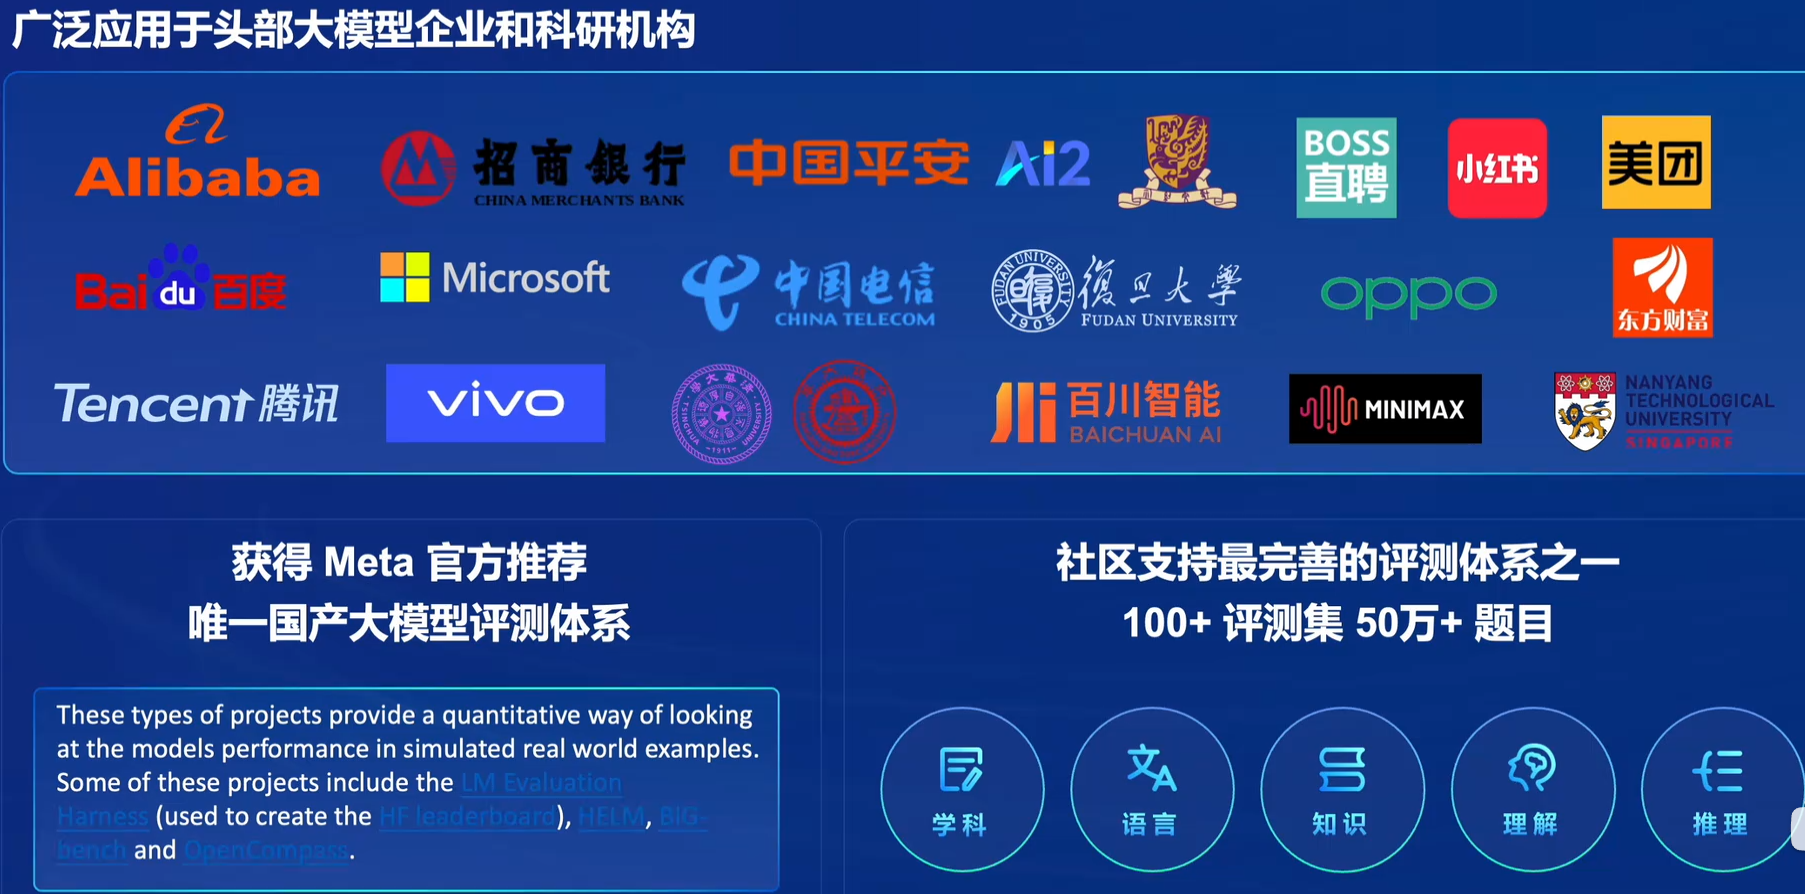 广泛应用于头部大模型企业和科研机构
Alibaba
招商银行
CHINA MERCHANTS BANK
中国平安
Ai2
BOSS
直聘
小红书
美团
Bai du 百度
Microsoft
中国电信
CHINA TELECOM
FUDAN UNIVERSITY
1905
復旦大學
FUDAN UNIVERSITY
oppo
东方财富
Tencent 腾讯
vivo
TSINGHUA UNIVERSITY
1911
百川智能
BAICHUAN AI
MINIMAX
NANYANG
TECHNOLOGICAL
UNIVERSITY
SINGAPORE
获得 Meta 官方推荐
唯一国产大模型评测体系
These types of projects provide a quantitative way of looking
at the models performance in simulated real world examples.
Some of these projects include the LM Evaluation
Harness (used to create the HF leaderboard), HELM, BIG-
bench and OpenCompass.
社区支持最完善的评测体系之一
100+ 评测集 50万+ 题目
学科
语言
知识
理解
推理